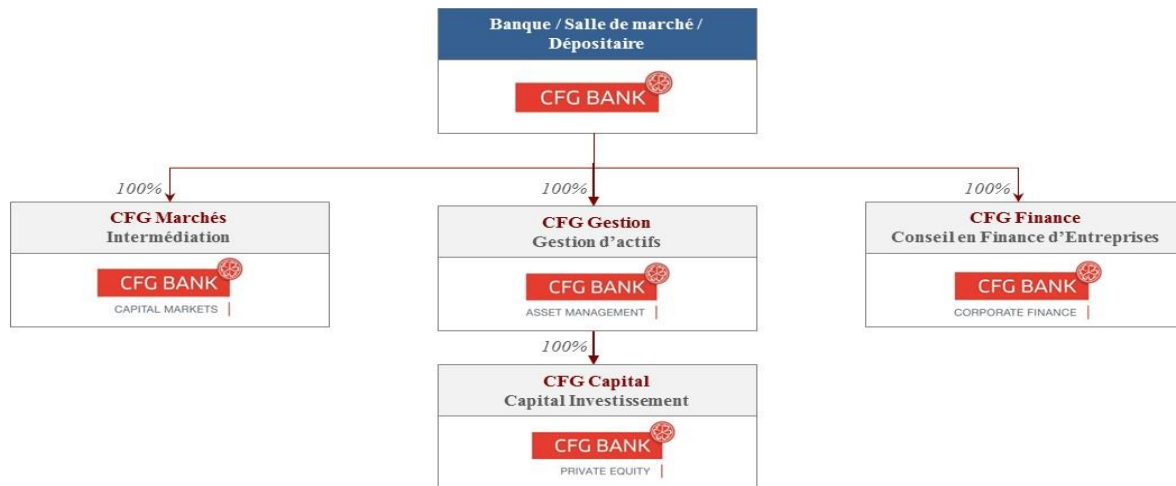 Banque / Salle de marché /
Dépositaire
CFG BANK
100%
100%
100%
CFG Marchés
Intermédiation
CFG BANK
CAPITAL MARKETS
CFG Gestion
Gestion d'actifs
CFG BANK
ASSET MANAGEMENT
CFG Finance
Conseil en Finance d'Entreprises
CFG BANK
CORPORATE FINANCE
100%
CFG Capital
Capital Investissement
CFG BANK
PRIVATE EQUITY